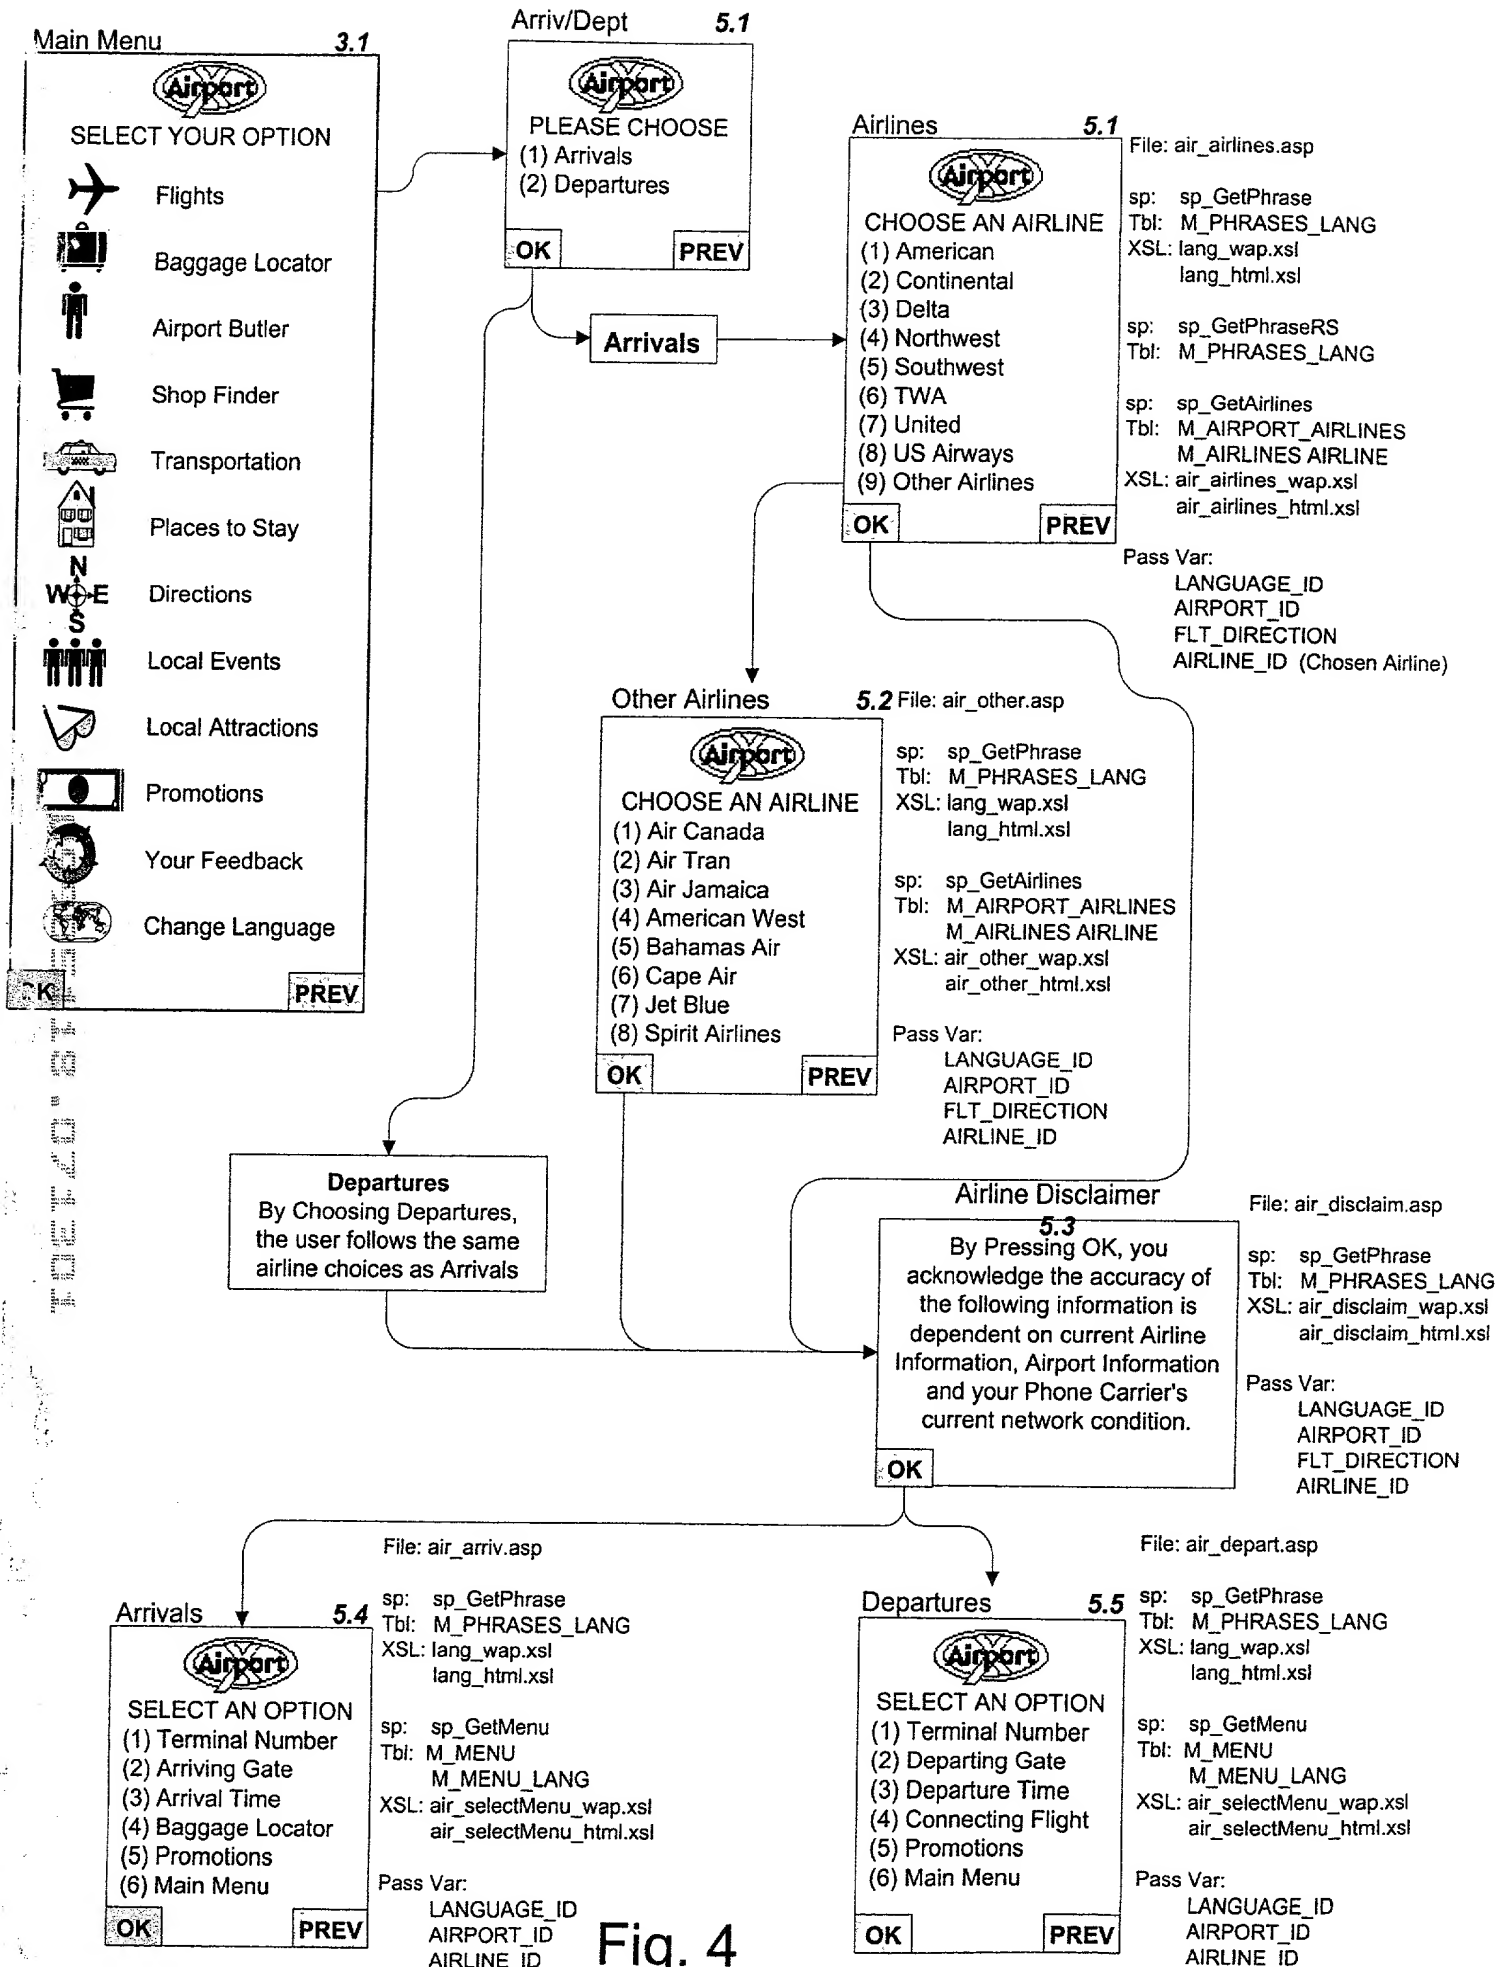 Main Menu 3.1
Airport X
SELECT YOUR OPTION
Flights
Baggage Locator
Airport Butler
Shop Finder
Transportation
Places to Stay
N
W E
S
Directions
Local Events
Local Attractions
Promotions
Your Feedback
Change Language
PREV
Arriv/Dept 5.1
Airport X
PLEASE CHOOSE
(1) Arrivals
(2) Departures
OK PREV
Arrivals
Airlines 5.1
Airport X
CHOOSE AN AIRLINE
(1) American
(2) Continental
(3) Delta
(4) Northwest
(5) Southwest
(6) TWA
(7) United
(8) US Airways
(9) Other Airlines
OK PREV
File: air_airlines.asp
sp: sp_GetPhrase
Tbl: M_PHRASES_LANG
XSL: lang_wap.xsl
lang_html.xsl
sp: sp_GetPhraseRS
Tbl: M_PHRASES_LANG
sp: sp_GetAirlines
Tbl: M_AIRPORT_AIRLINES
M_AIRLINES AIRLINE
XSL: air_airlines_wap.xsl
air_airlines_html.xsl
Pass Var:
LANGUAGE_ID
AIRPORT_ID
FLT_DIRECTION
AIRLINE_ID (Chosen Airline)
Other Airlines 5.2
Airport X
CHOOSE AN AIRLINE
(1) Air Canada
(2) Air Tran
(3) Air Jamaica
(4) American West
(5) Bahamas Air
(6) Cape Air
(7) Jet Blue
(8) Spirit Airlines
OK PREV
File: air_other.asp
sp: sp_GetPhrase
Tbl: M_PHRASES_LANG
XSL: lang_wap.xsl
lang_html.xsl
sp: sp_GetAirlines
Tbl: M_AIRPORT_AIRLINES
M_AIRLINES AIRLINE
XSL: air_other_wap.xsl
air_other_html.xsl
Pass Var:
LANGUAGE_ID
AIRPORT_ID
FLT_DIRECTION
AIRLINE_ID
Departures
By Choosing Departures,
the user follows the same
airline choices as Arrivals
Airline Disclaimer
5.3
By Pressing OK, you
acknowledge the accuracy of
the following information is
dependent on current Airline
Information, Airport Information
and your Phone Carrier's
current network condition.
OK
File: air_disclaim.asp
sp: sp_GetPhrase
Tbl: M_PHRASES_LANG
XSL: air_disclaim_wap.xsl
air_disclaim_html.xsl
Pass Var:
LANGUAGE_ID
AIRPORT_ID
FLT_DIRECTION
AIRLINE_ID
Arrivals 5.4
Airport X
SELECT AN OPTION
(1) Terminal Number
(2) Arriving Gate
(3) Arrival Time
(4) Baggage Locator
(5) Promotions
(6) Main Menu
OK PREV
File: air_arriv.asp
sp: sp_GetPhrase
Tbl: M_PHRASES_LANG
XSL: lang_wap.xsl
lang_html.xsl
sp: sp_GetMenu
Tbl: M_MENU
M_MENU_LANG
XSL: air_selectMenu_wap.xsl
air_selectMenu_html.xsl
Pass Var:
LANGUAGE_ID
AIRPORT_ID
AIRLINE_ID
Departures 5.5
Airport X
SELECT AN OPTION
(1) Terminal Number
(2) Departing Gate
(3) Departure Time
(4) Connecting Flight
(5) Promotions
(6) Main Menu
OK PREV
File: air_depart.asp
sp: sp_GetPhrase
Tbl: M_PHRASES_LANG
XSL: lang_wap.xsl
lang_html.xsl
sp: sp_GetMenu
Tbl: M_MENU
M_MENU_LANG
XSL: air_selectMenu_wap.xsl
air_selectMenu_html.xsl
Pass Var:
LANGUAGE_ID
AIRPORT_ID
AIRLINE_ID
Fig. 4